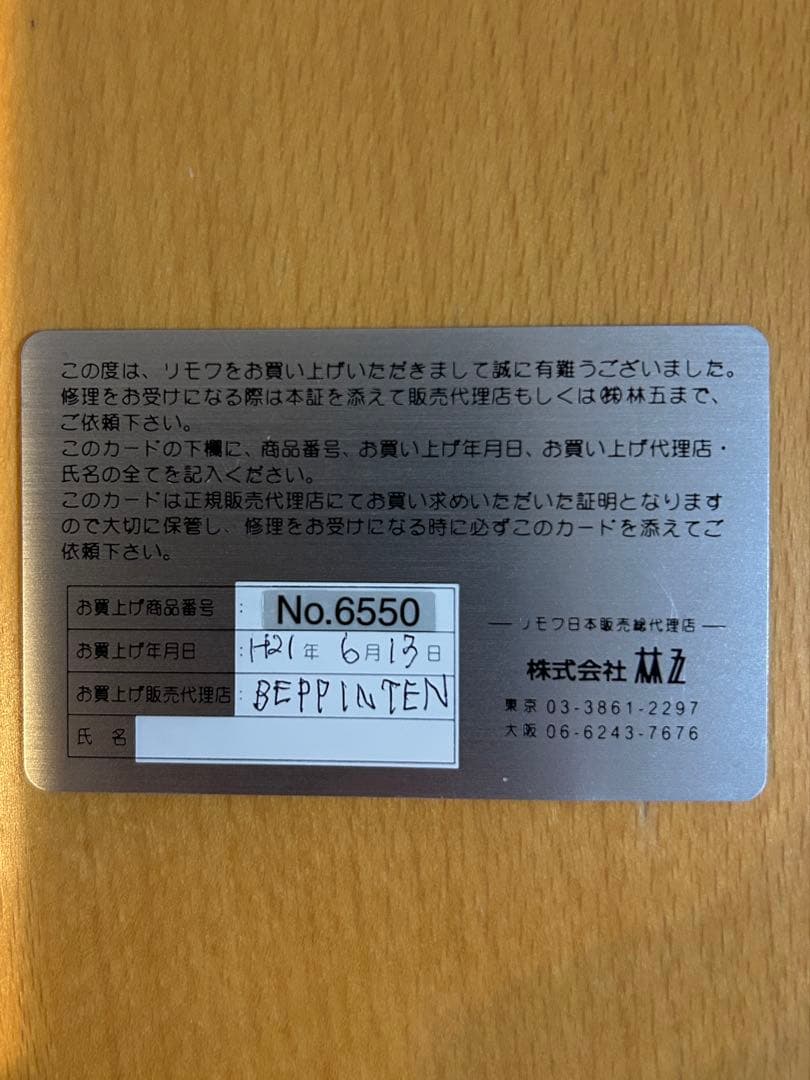 この度は、リモワをお買い上げいただきまして誠に有難うございました。
修理をお受けになる際は本証を添えて販売代理店もしくは㈱林五まで、
ご依頼下さい。
このカードの下欄に、商品番号、お買い上げ年月日、お買い上げ代理店・
氏名の全てを記入ください。
このカードは正規販売代理店にてお買い求めいただいた証明となります
ので大切に保管し、修理をお受けになる時に必ずこのカードを添えてご
依頼下さい。
お買上げ商品番号 : No.6550
お買上げ年月日 : H21年 6月13日
お買上げ販売代理店 : BEPPINTEN
氏 名
リモワ日本販売総代理店
株式会社 林五
東京 03-3861-2297
大阪 06-6243-7676